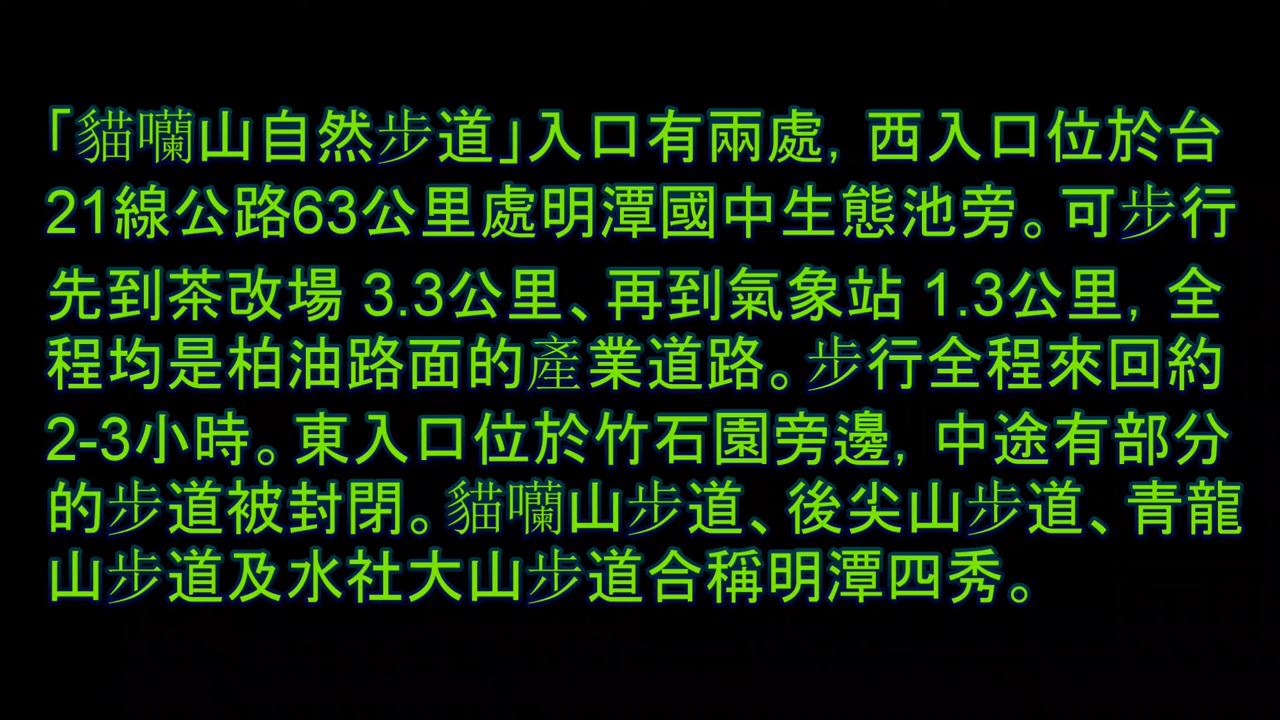 「貓囒山自然步道」入口有兩處, 西入口位於台
21線公路63公里處明潭國中生態池旁。可步行
先到茶改場 3.3公里、再到氣象站 1.3公里, 全
程均是柏油路面的產業道路。步行全程來回約
2-3小時。東入口位於竹石園旁邊, 中途有部分
的步道被封閉。貓囒山步道、後尖山步道、青龍
山步道及水社大山步道合稱明潭四秀。